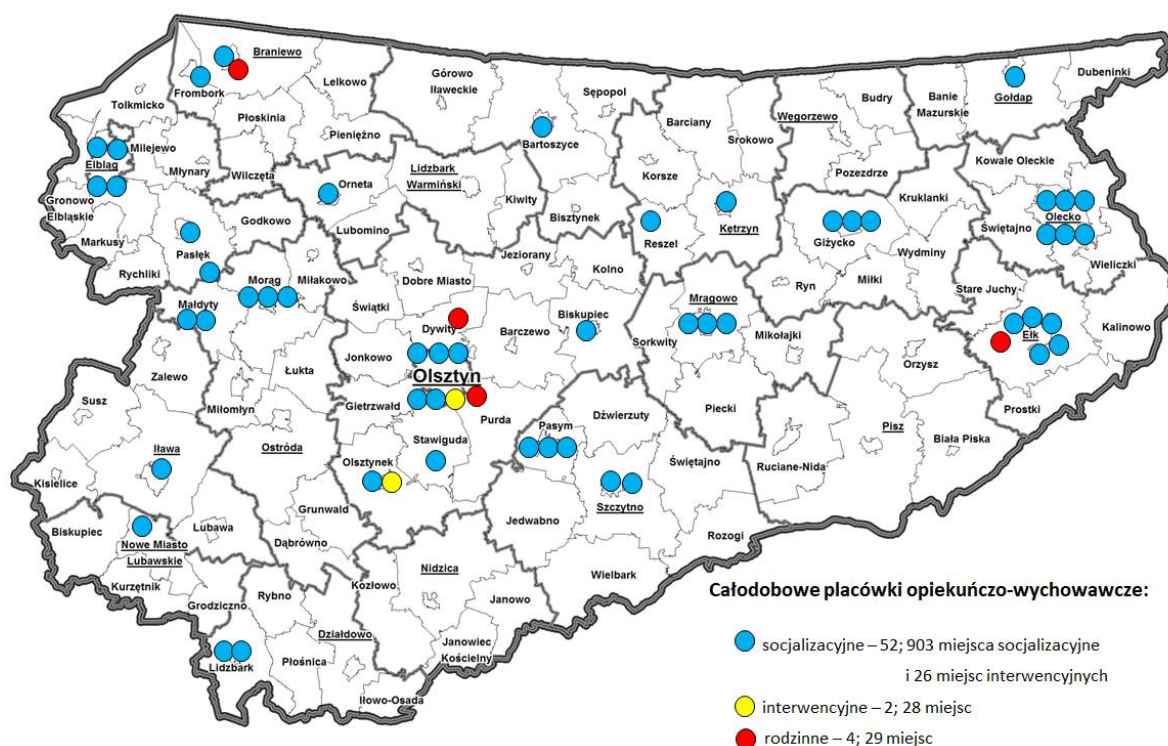 Braniewo
Frombork
Lelkowo
Tolkmicko
Płoskinia
Pieniężno
Górowo
Iławeckie
Sępopol
Bartoszyce
Barciany
Srokowo
Węgorzewo
Budry
Banie
Mazurskie
Gołdap
Dubeninki
Elbląg
Milejewo
Młynary
Wilczęta
Orneta
Lidzbark
Warmiński
Kiwity
Bisztynek
Korsze
Reszel
Kętrzyn
Pozezdrze
Kruklanki
Giżycko
Kowale Oleckie
Olecko
Świętajno
Wieliczki
Gronowo
Elbląskie
Markusy
Rychliki
Pasłęk
Godkowo
Lubomino
Morąg
Miłakowo
Małdyty
Świątki
Dobre Miasto
Jeziorany
Kolno
Dywity
Barczewo
Biskupiec
Jonkowo
Olsztyn
Gietrzwałd
Purda
Stawiguda
Olsztynek
Mrągowo
Sorkwity
Mikołajki
Piecki
Ryn
Miłki
Wydminy
Stare Juchy
Ełk
Kalinowo
Prostki
Orzysz
Pisz
Biała Piska
Ruciane-Nida
Zalewo
Susz
Łukta
Miłomłyn
Ostróda
Iława
Kisielice
Lubawa
Grunwald
Dąbrówno
Biskupiec
Nowe Miasto
Lubawskie
Kurzętnik
Grodziczno
Rybno
Lidzbark
Płośnica
Działdowo
Iłowo-Osada
Kozłowo
Nidzica
Janowo
Janowiec
Kościelny
Pasym
Dźwierzuty
Szczytno
Świętajno
Jedwabno
Rozogi
Wielbark
Całodobowe placówki opiekuńczo-wychowawcze:
socjalizacyjne – 52; 903 miejsca socjalizacyjne
i 26 miejsc interwencyjnych
interwencyjne – 2; 28 miejsc
rodzinne – 4; 29 miejsc